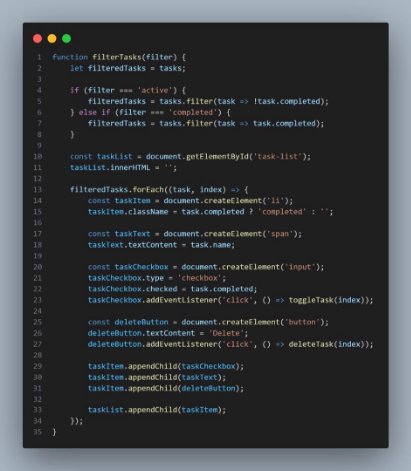 1 function filterTasks(filter) {
2     let filteredTasks = tasks;
3
4     if (filter === 'active') {
5         filteredTasks = tasks.filter(task => !task.completed);
6     } else if (filter === 'completed') {
7         filteredTasks = tasks.filter(task => task.completed);
8     }
9
10     const taskList = document.getElementById('task-list');
11     taskList.innerHTML = '';
12
13     filteredTasks.forEach((task, index) => {
14         const taskItem = document.createElement('li');
15         taskItem.className = task.completed ? 'completed' : '';
16
17         const taskText = document.createElement('span');
18         taskText.textContent = task.name;
19
20         const taskCheckbox = document.createElement('input');
21         taskCheckbox.type = 'checkbox';
22         taskCheckbox.checked = task.completed;
23         taskCheckbox.addEventListener('click', () => toggleTask(index));
24
25         const deleteButton = document.createElement('button');
26         deleteButton.textContent = 'Delete';
27         deleteButton.addEventListener('click', () => deleteTask(index));
28
29         taskItem.appendChild(taskCheckbox);
30         taskItem.appendChild(taskText);
31         taskItem.appendChild(deleteButton);
32
33         taskList.appendChild(taskItem);
34     });
35 }